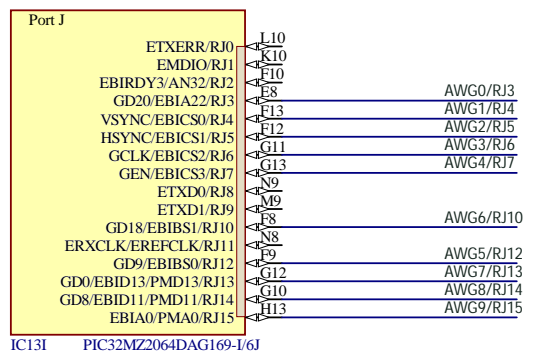 Port J
ETXERR/RJ0 L10
EMDIO/RJ1 K10
EBIRDY3/AN32/RJ2 F10
GD20/EBIA22/RJ3 E8 AWG0/RJ3
VSYNC/EBICS0/RJ4 F13 AWG1/RJ4
HSYNC/EBICS1/RJ5 F12 AWG2/RJ5
GCLK/EBICS2/RJ6 G11 AWG3/RJ6
GEN/EBICS3/RJ7 G13 AWG4/RJ7
ETXD0/RJ8 N9
ETXD1/RJ9 M9
GD18/EBIBS1/RJ10 F8 AWG6/RJ10
ERXCLK/EREFCLK/RJ11 N8
GD9/EBIBS0/RJ12 F9 AWG5/RJ12
GD0/EBID13/PMD13/RJ13 G12 AWG7/RJ13
GD8/EBID11/PMD11/RJ14 G10 AWG8/RJ14
EBIA0/PMA0/RJ15 H13 AWG9/RJ15
IC13I PIC32MZ2064DAG169-I/6J